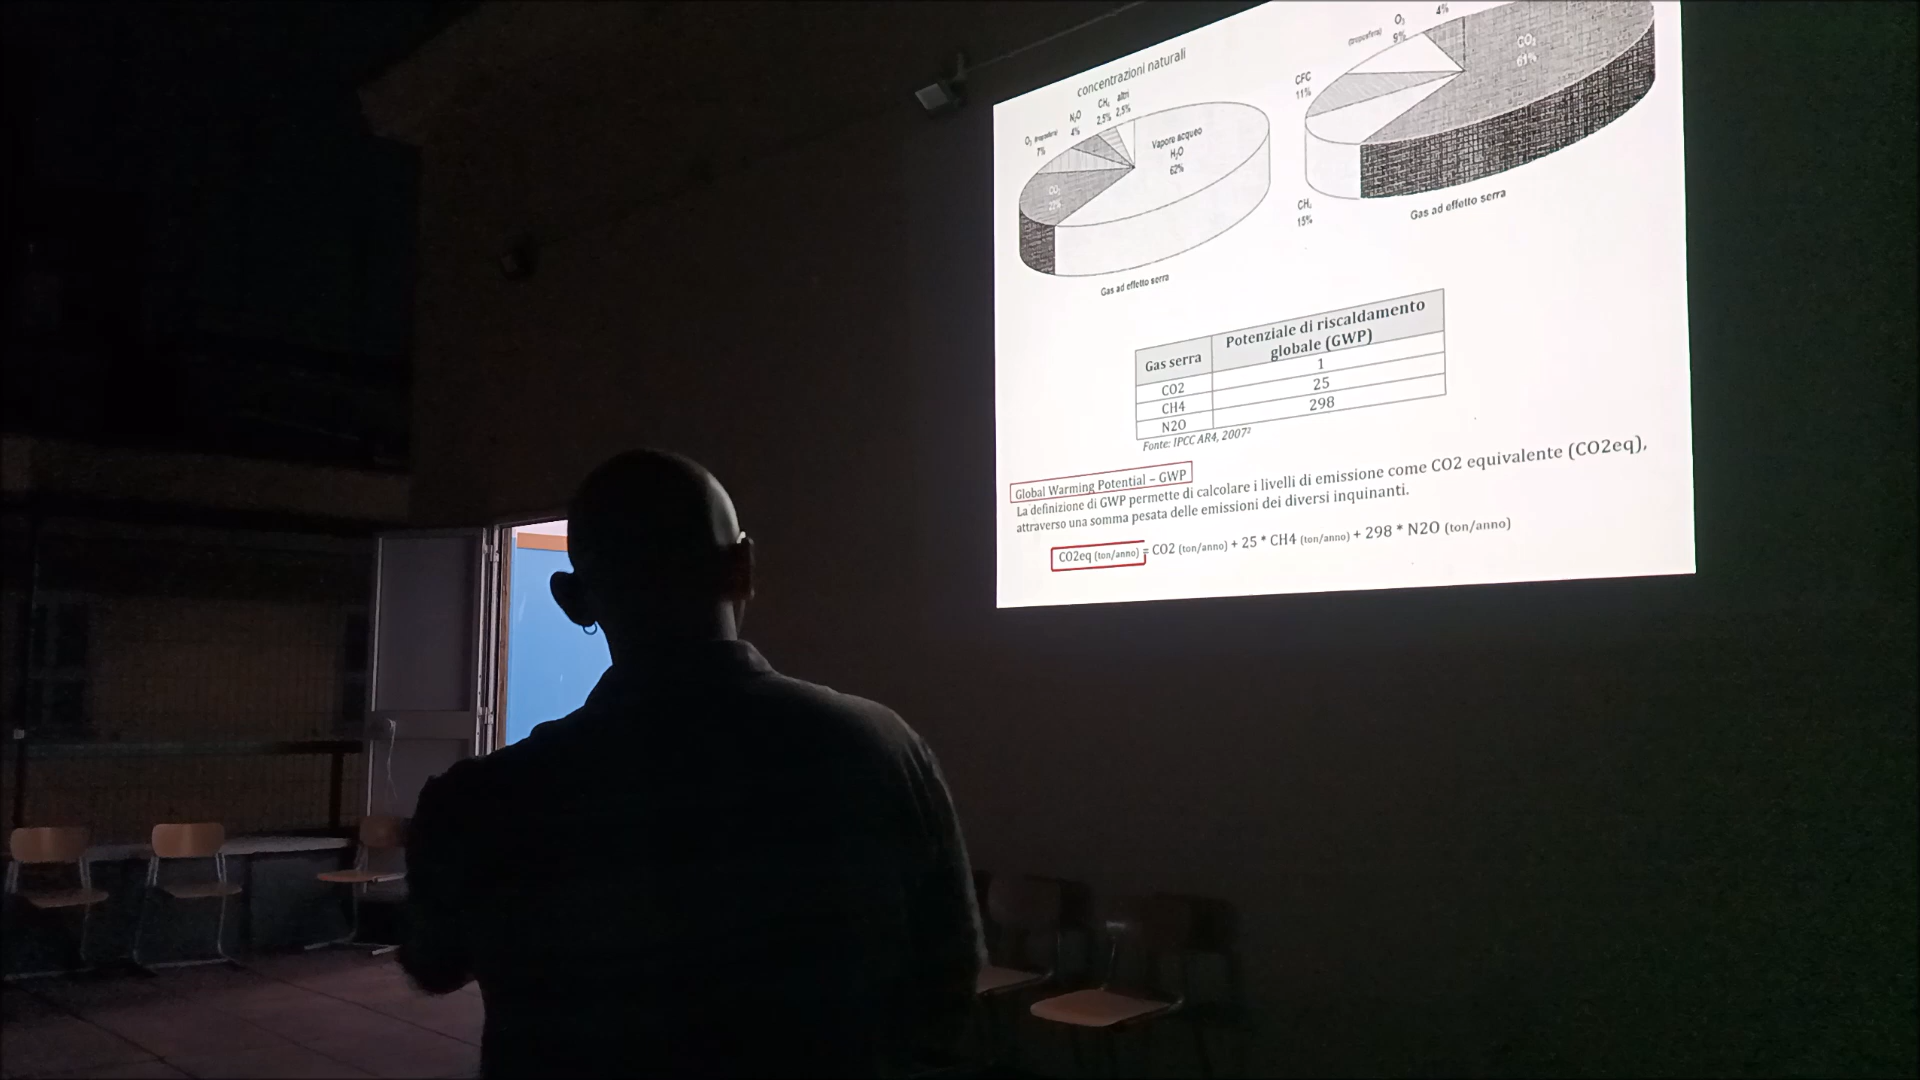 concentrazioni naturali
O₃ (troposfera)
7%
N₂O
4%
CH₄
2,5%
altri
2,5%
Vapore acqueo
H₂O
62%
CO₂
Gas ad effetto serra
O₃
(troposfera)
9%
4%
CO₂
61%
CFC
11%
CH₄
15%
Gas ad effetto serra
Gas serra
Potenziale di riscaldamento
globale (GWP)
CO2
1
CH4
25
N2O
298
Fonte: IPCC AR4, 2007²
Global Warming Potential – GWP
La definizione di GWP permette di calcolare i livelli di emissione come CO2 equivalente (CO2eq),
attraverso una somma pesata delle emissioni dei diversi inquinanti.
CO2eq (ton/anno) = CO2 (ton/anno) + 25 * CH4 (ton/anno) + 298 * N2O (ton/anno)